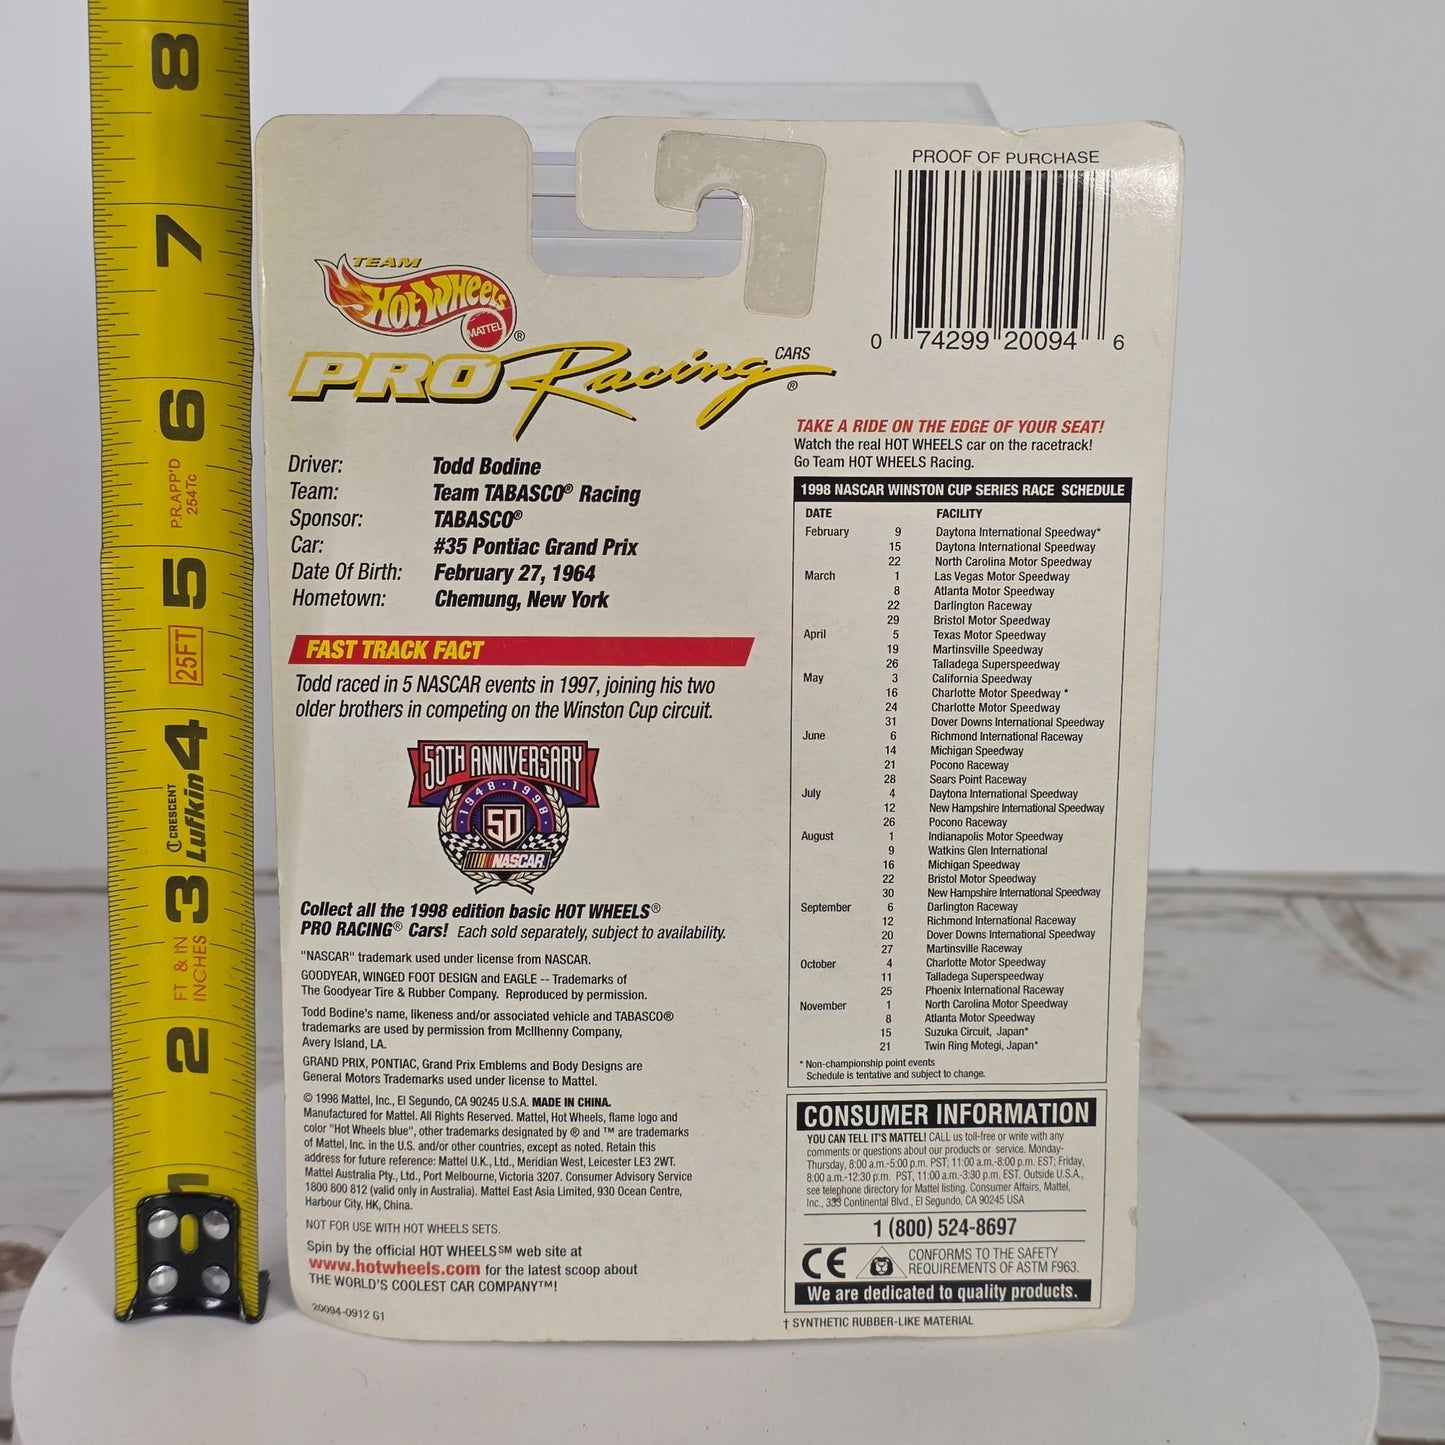 8
7
6
P.R.APP'D
254Tc
5
25FT
4
CRESCENT
Lufkin
3
FT & IN
INCHES
2
1
PROOF OF PURCHASE
0 74299 20094 6
TEAM
Hot Wheels
MATTEL
®
PRO Racing CARS
®
Driver: Todd Bodine
Team: Team TABASCO® Racing
Sponsor: TABASCO®
Car: #35 Pontiac Grand Prix
Date Of Birth: February 27, 1964
Hometown: Chemung, New York
FAST TRACK FACT
Todd raced in 5 NASCAR events in 1997, joining his two
older brothers in competing on the Winston Cup circuit.
50TH ANNIVERSARY
1948 · 1998
50
NASCAR
Collect all the 1998 edition basic HOT WHEELS®
PRO RACING® Cars! Each sold separately, subject to availability.
"NASCAR" trademark used under license from NASCAR.
GOODYEAR, WINGED FOOT DESIGN and EAGLE -- Trademarks of
The Goodyear Tire & Rubber Company. Reproduced by permission.
Todd Bodine's name, likeness and/or associated vehicle and TABASCO®
trademarks are used by permission from McIlhenny Company,
Avery Island, LA.
GRAND PRIX, PONTIAC, Grand Prix Emblems and Body Designs are
General Motors Trademarks used under license to Mattel.
© 1998 Mattel, Inc., El Segundo, CA 90245 U.S.A. MADE IN CHINA.
Manufactured for Mattel. All Rights Reserved. Mattel, Hot Wheels, flame logo and
color "Hot Wheels blue", other trademarks designated by ® and ™ are trademarks
of Mattel, Inc. in the U.S. and/or other countries, except as noted. Retain this
address for future reference: Mattel U.K., Ltd., Meridian West, Leicester LE3 2WT.
Mattel Australia Pty., Ltd., Port Melbourne, Victoria 3207. Consumer Advisory Service
1800 800 812 (valid only in Australia). Mattel East Asia Limited, 930 Ocean Centre,
Harbour City, HK, China.
NOT FOR USE WITH HOT WHEELS SETS.
Spin by the official HOT WHEELS℠ web site at
www.hotwheels.com for the latest scoop about
THE WORLD'S COOLEST CAR COMPANY™!
20094-0912 G1
TAKE A RIDE ON THE EDGE OF YOUR SEAT!
Watch the real HOT WHEELS car on the racetrack!
Go Team HOT WHEELS Racing.
1998 NASCAR WINSTON CUP SERIES RACE SCHEDULE
DATE FACILITY
February 9 Daytona International Speedway*
15 Daytona International Speedway
22 North Carolina Motor Speedway
March 1 Las Vegas Motor Speedway
8 Atlanta Motor Speedway
22 Darlington Raceway
29 Bristol Motor Speedway
April 5 Texas Motor Speedway
19 Martinsville Speedway
26 Talladega Superspeedway
May 3 California Speedway
16 Charlotte Motor Speedway *
24 Charlotte Motor Speedway
31 Dover Downs International Speedway
June 6 Richmond International Raceway
14 Michigan Speedway
21 Pocono Raceway
28 Sears Point Raceway
July 4 Daytona International Speedway
12 New Hampshire International Speedway
26 Pocono Raceway
August 1 Indianapolis Motor Speedway
9 Watkins Glen International
16 Michigan Speedway
22 Bristol Motor Speedway
30 New Hampshire International Speedway
September 6 Darlington Raceway
12 Richmond International Raceway
20 Dover Downs International Speedway
27 Martinsville Raceway
October 4 Charlotte Motor Speedway
11 Talladega Superspeedway
25 Phoenix International Raceway
November 1 North Carolina Motor Speedway
8 Atlanta Motor Speedway
15 Suzuka Circuit, Japan*
21 Twin Ring Motegi, Japan*
* Non-championship point events
Schedule is tentative and subject to change.
CONSUMER INFORMATION
YOU CAN TELL IT'S MATTEL! CALL us toll-free or write with any
comments or questions about our products or service. Monday-
Thursday, 8:00 a.m.-5:00 p.m. PST; 11:00 a.m.-8:00 p.m. EST; Friday,
8:00 a.m.-12:30 p.m. PST, 11:00 a.m.-3:30 p.m. EST. Outside U.S.A.,
see telephone directory for Mattel listing. Consumer Affairs, Mattel,
Inc., 333 Continental Blvd., El Segundo, CA 90245 USA
1 (800) 524-8697
CE
CONFORMS TO THE SAFETY
REQUIREMENTS OF ASTM F963.
We are dedicated to quality products.
† SYNTHETIC RUBBER-LIKE MATERIAL